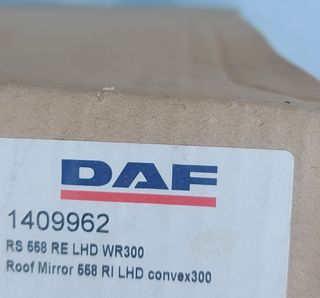 DAF
1409962
RS 558 RE LHD WR300
Roof Mirror 558 RI LHD convex300